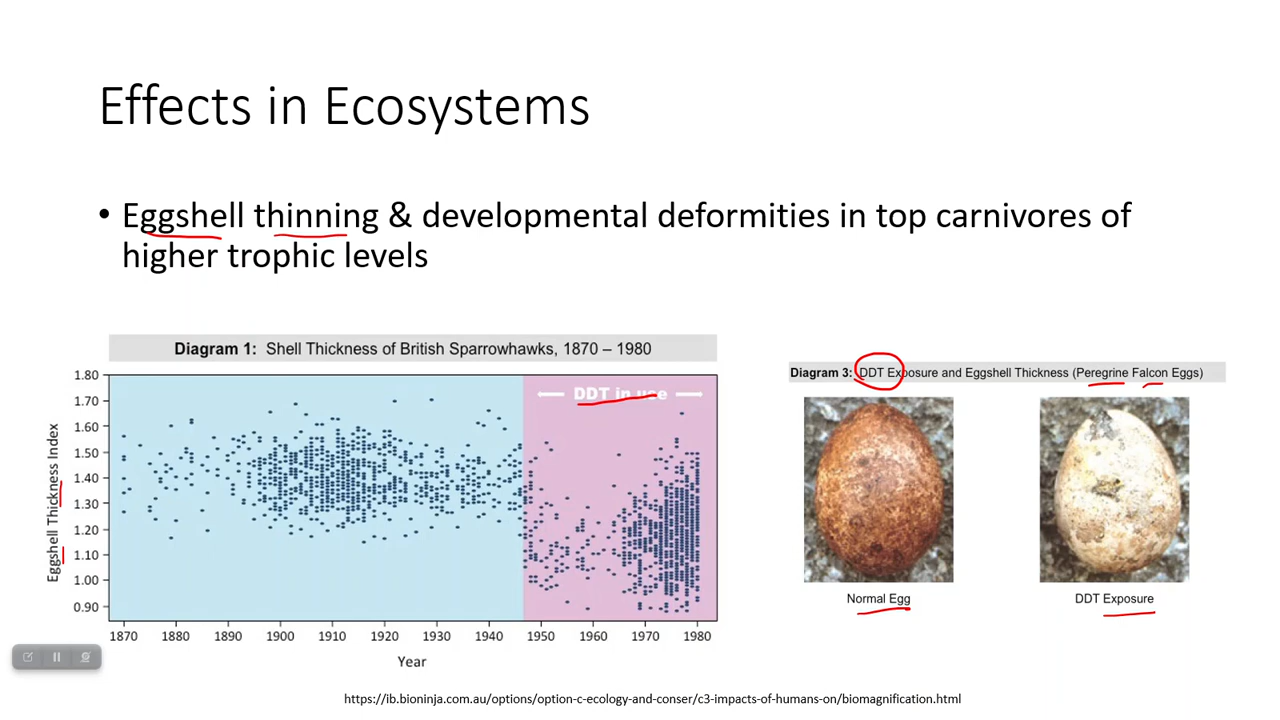 Effects in Ecosystems
• Eggshell thinning & developmental deformities in top carnivores of
higher trophic levels
Diagram 1: Shell Thickness of British Sparrowhawks, 1870 – 1980
DDT in use
Eggshell Thickness Index
1.80
1.70
1.60
1.50
1.40
1.30
1.20
1.10
1.00
0.90
1870 1880 1890 1900 1910 1920 1930 1940 1950 1960 1970 1980
Year
Diagram 3: DDT Exposure and Eggshell Thickness (Peregrine Falcon Eggs)
Normal Egg
DDT Exposure
https://ib.bioninja.com.au/options/option-c-ecology-and-conser/c3-impacts-of-humans-on/biomagnification.html